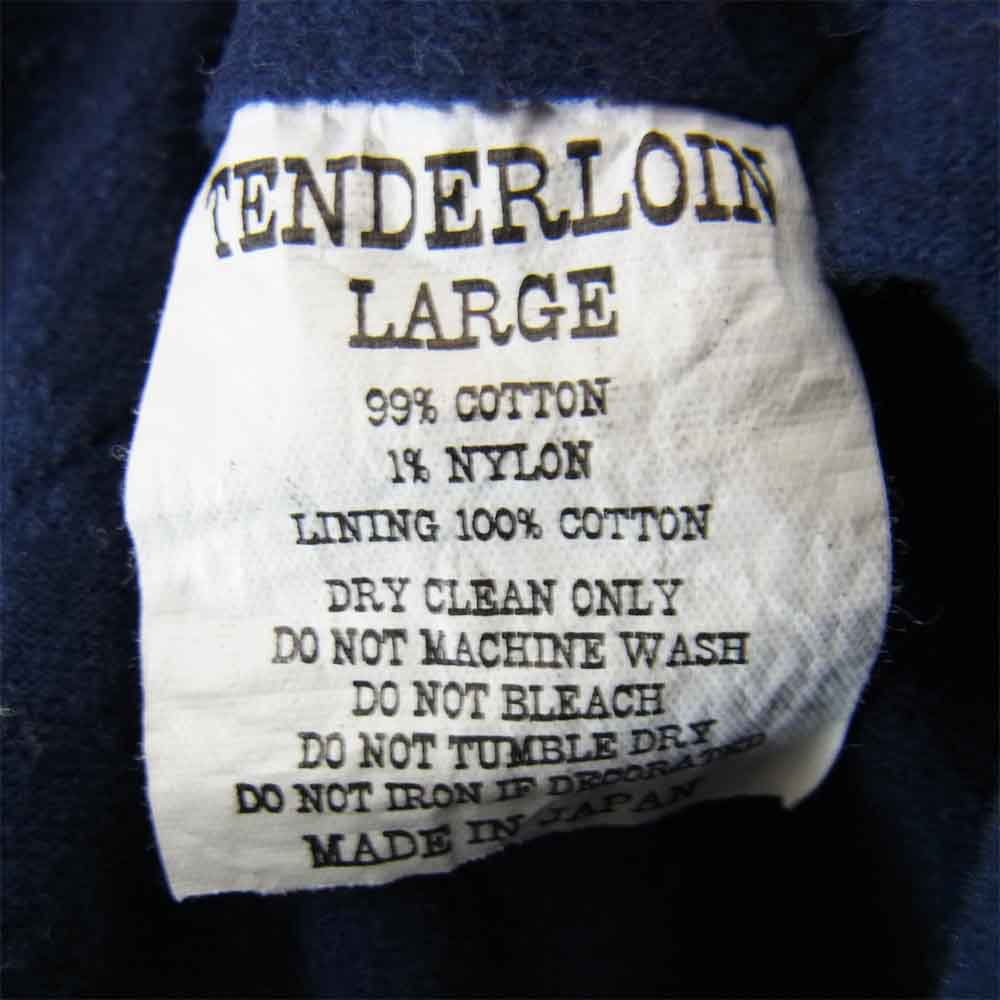 TENDERLOIN
LARGE
99% COTTON
1% NYLON
LINING 100% COTTON
DRY CLEAN ONLY
DO NOT MACHINE WASH
DO NOT BLEACH
DO NOT TUMBLE DRY
DO NOT IRON IF DECORATED
MADE IN JAPAN